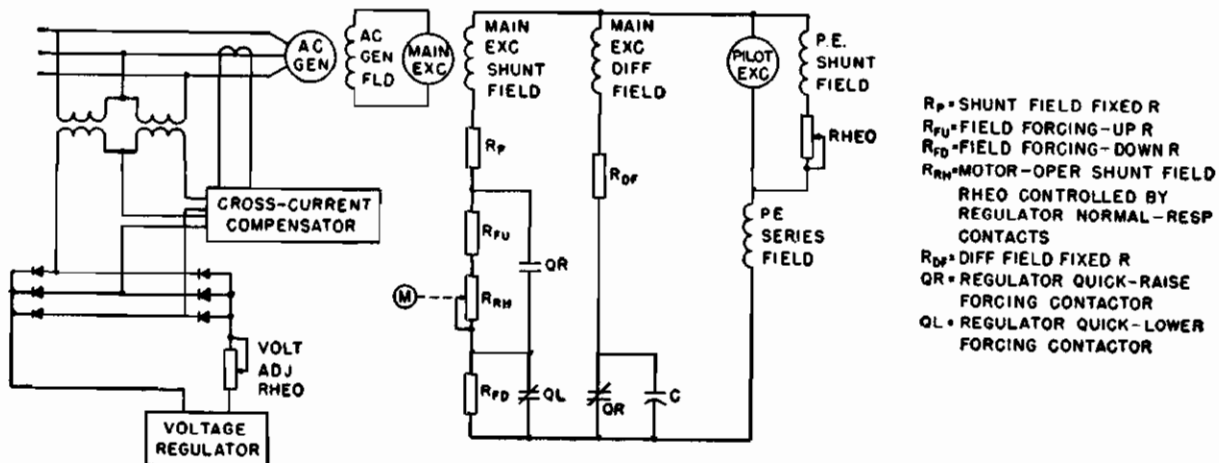 AC
GEN
AC
GEN
FLD
MAIN
EXC
MAIN
EXC
SHUNT
FIELD
MAIN
EXC
DIFF
FIELD
PILOT
EXC
P.E.
SHUNT
FIELD
RHEO
RP
RDF
CROSS-CURRENT
COMPENSATOR
RFU
QR
PE
SERIES
FIELD
M
RRH
VOLT
ADJ
RHEO
RFD
QL
QR
C
VOLTAGE
REGULATOR
RP=SHUNT FIELD FIXED R
RFU=FIELD FORCING-UP R
RFD=FIELD FORCING-DOWN R
RRH=MOTOR-OPER SHUNT FIELD
RHEO CONTROLLED BY
REGULATOR NORMAL-RESP
CONTACTS
RDF=DIFF FIELD FIXED R
QR=REGULATOR QUICK-RAISE
FORCING CONTACTOR
QL=REGULATOR QUICK-LOWER
FORCING CONTACTOR